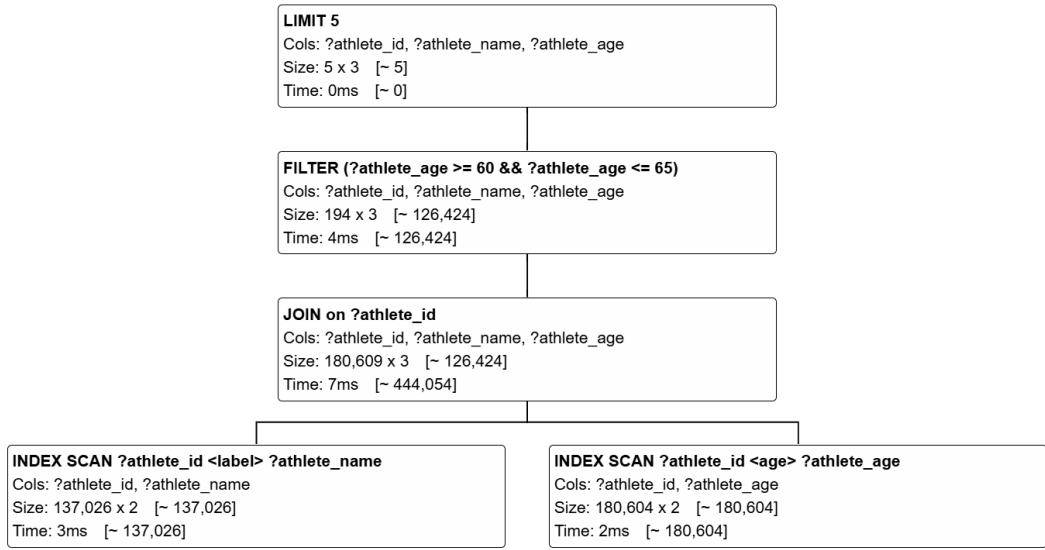 LIMIT 5
Cols: ?athlete_id, ?athlete_name, ?athlete_age
Size: 5 x 3 [~ 5]
Time: 0ms [~ 0]
FILTER (?athlete_age >= 60 && ?athlete_age <= 65)
Cols: ?athlete_id, ?athlete_name, ?athlete_age
Size: 194 x 3 [~ 126,424]
Time: 4ms [~ 126,424]
JOIN on ?athlete_id
Cols: ?athlete_id, ?athlete_name, ?athlete_age
Size: 180,609 x 3 [~ 126,424]
Time: 7ms [~ 444,054]
INDEX SCAN ?athlete_id <label> ?athlete_name
Cols: ?athlete_id, ?athlete_name
Size: 137,026 x 2 [~ 137,026]
Time: 3ms [~ 137,026]
INDEX SCAN ?athlete_id <age> ?athlete_age
Cols: ?athlete_id, ?athlete_age
Size: 180,604 x 2 [~ 180,604]
Time: 2ms [~ 180,604]